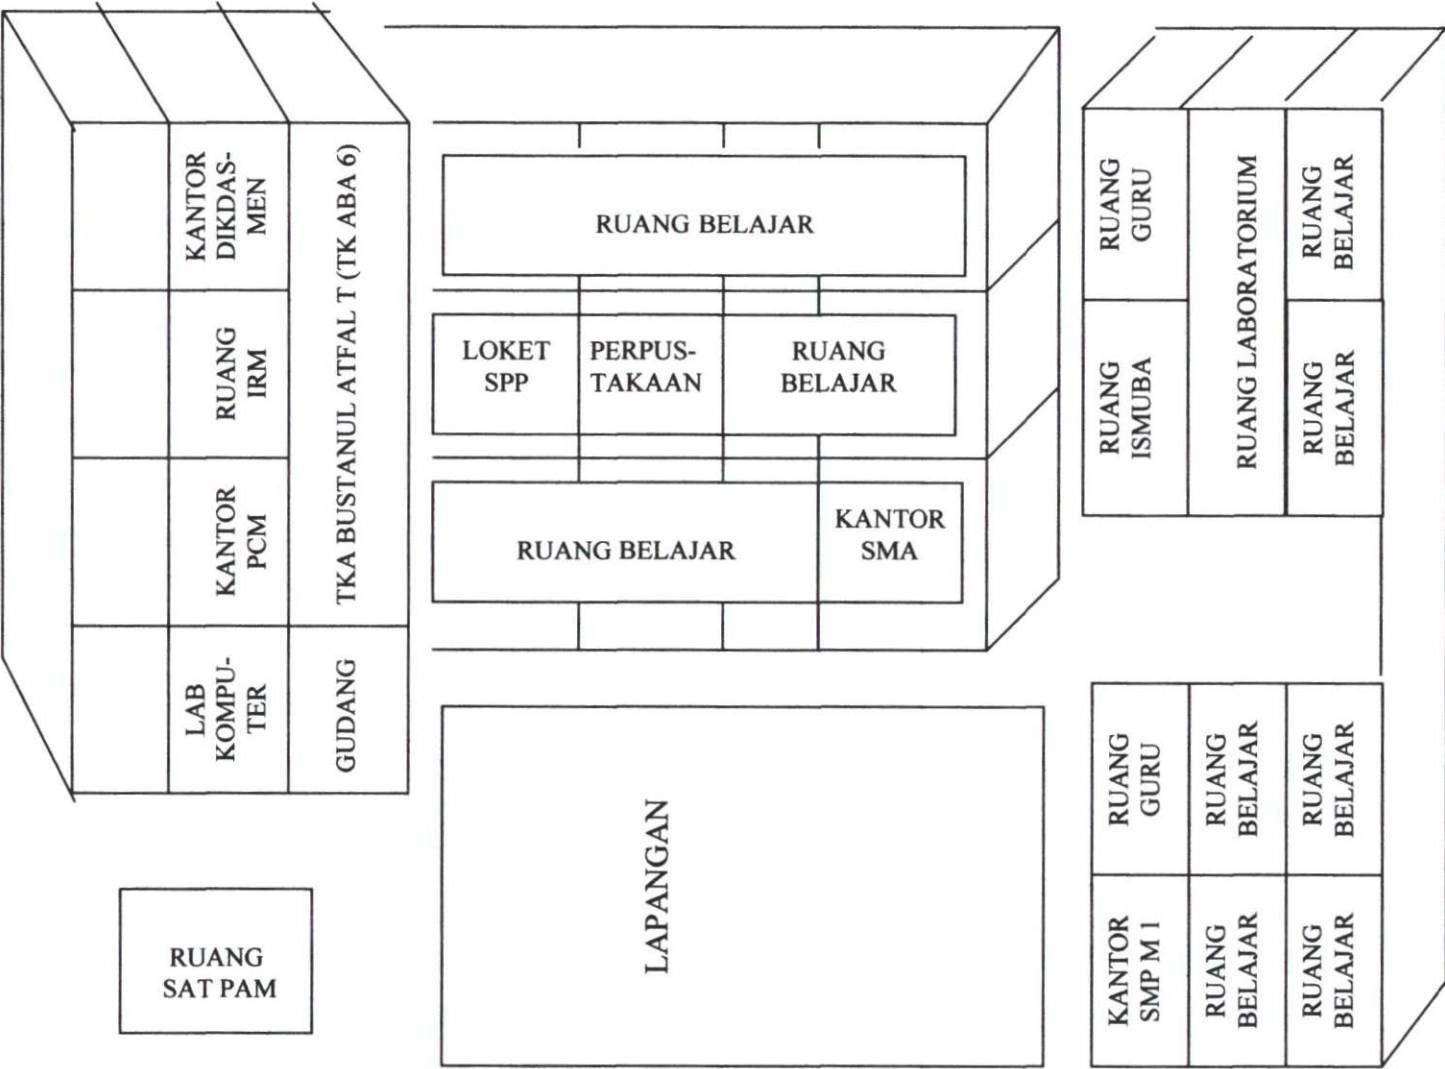 KANTOR
DIKDAS-
MEN
RUANG
IRM
KANTOR
PCM
LAB
KOMPU-
TER
TKA BUSTANUL ATFAL T (TK ABA 6)
GUDANG
RUANG BELAJAR
LOKET
SPP
PERPUS-
TAKAAN
RUANG
BELAJAR
RUANG BELAJAR
KANTOR
SMA
RUANG
GURU
RUANG
ISMUBA
RUANG LABORATORIUM
RUANG
BELAJAR
RUANG
BELAJAR
RUANG
SAT PAM
LAPANGAN
RUANG
GURU
RUANG
BELAJAR
RUANG
BELAJAR
KANTOR
SMP M 1
RUANG
BELAJAR
RUANG
BELAJAR